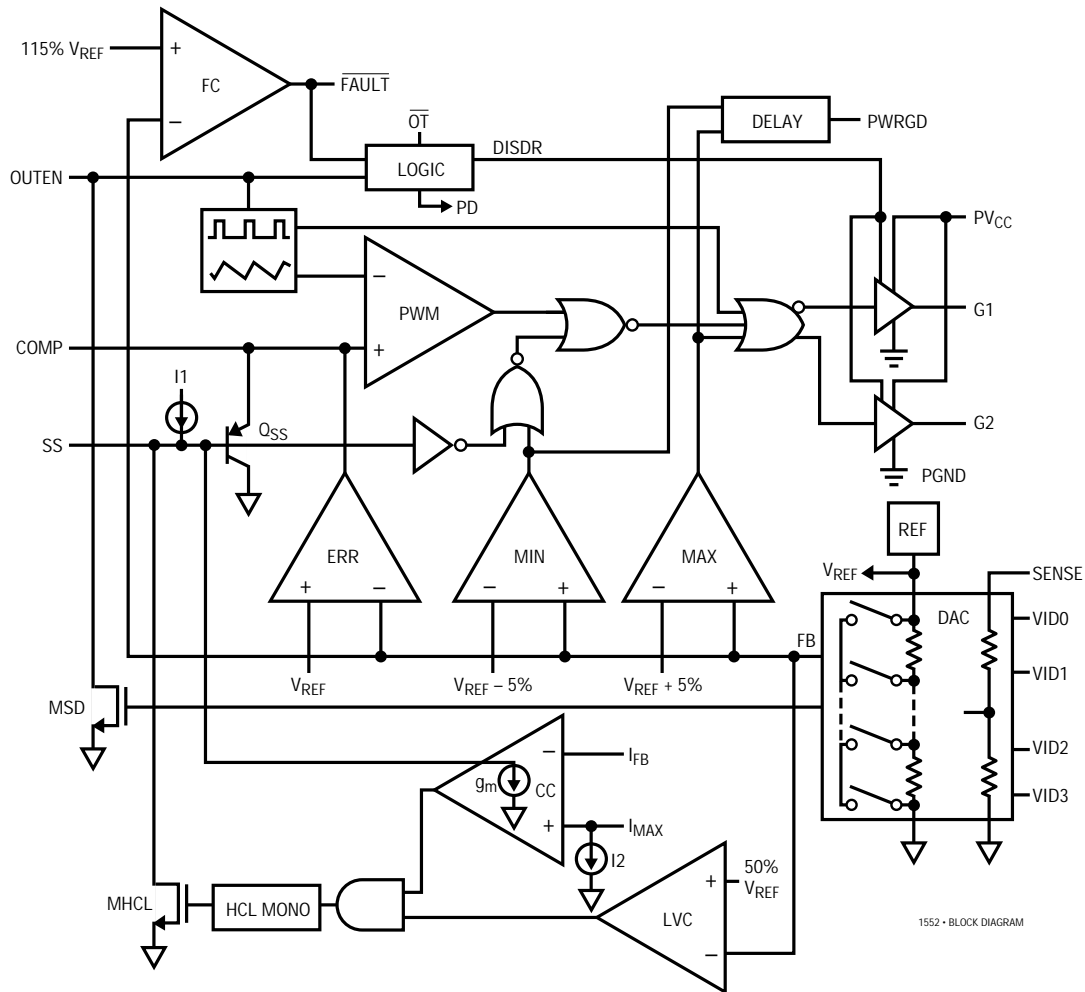 115% VREF
+
FC
−
FAULT
OT
LOGIC
DISDR
PD
DELAY
PWRGD
OUTEN
PVCC
−
PWM
+
G1
COMP
I1
SS
QSS
G2
PGND
REF
ERR
+ −
MIN
− +
MAX
− +
VREF
SENSE
DAC
VID0
VID1
VID2
VID3
FB
VREF
VREF − 5%
VREF + 5%
MSD
−
IFB
gm
CC
+
IMAX
I2
+
50%
VREF
LVC
−
MHCL
HCL MONO
1552 • BLOCK DIAGRAM